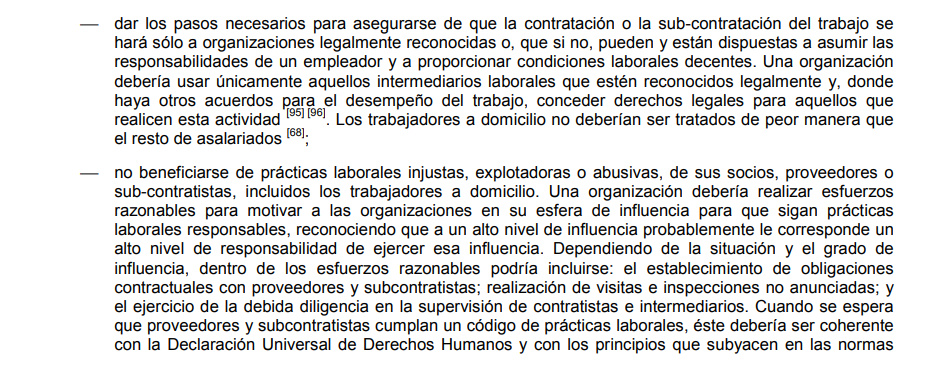 — dar los pasos necesarios para asegurarse de que la contratación o la sub-contratación del trabajo se
hará sólo a organizaciones legalmente reconocidas o, que si no, pueden y están dispuestas a asumir las
responsabilidades de un empleador y a proporcionar condiciones laborales decentes. Una organización
debería usar únicamente aquellos intermediarios laborales que estén reconocidos legalmente y, donde
haya otros acuerdos para el desempeño del trabajo, conceder derechos legales para aquellos que
realicen esta actividad [95] [96]. Los trabajadores a domicilio no deberían ser tratados de peor manera que
el resto de asalariados [68];
— no beneficiarse de prácticas laborales injustas, explotadoras o abusivas, de sus socios, proveedores o
sub-contratistas, incluidos los trabajadores a domicilio. Una organización debería realizar esfuerzos
razonables para motivar a las organizaciones en su esfera de influencia para que sigan prácticas
laborales responsables, reconociendo que a un alto nivel de influencia probablemente le corresponde un
alto nivel de responsabilidad de ejercer esa influencia. Dependiendo de la situación y el grado de
influencia, dentro de los esfuerzos razonables podría incluirse: el establecimiento de obligaciones
contractuales con proveedores y subcontratistas; realización de visitas e inspecciones no anunciadas; y
el ejercicio de la debida diligencia en la supervisión de contratistas e intermediarios. Cuando se espera
que proveedores y subcontratistas cumplan un código de prácticas laborales, éste debería ser coherente
con la Declaración Universal de Derechos Humanos y con los principios que subyacen en las normas